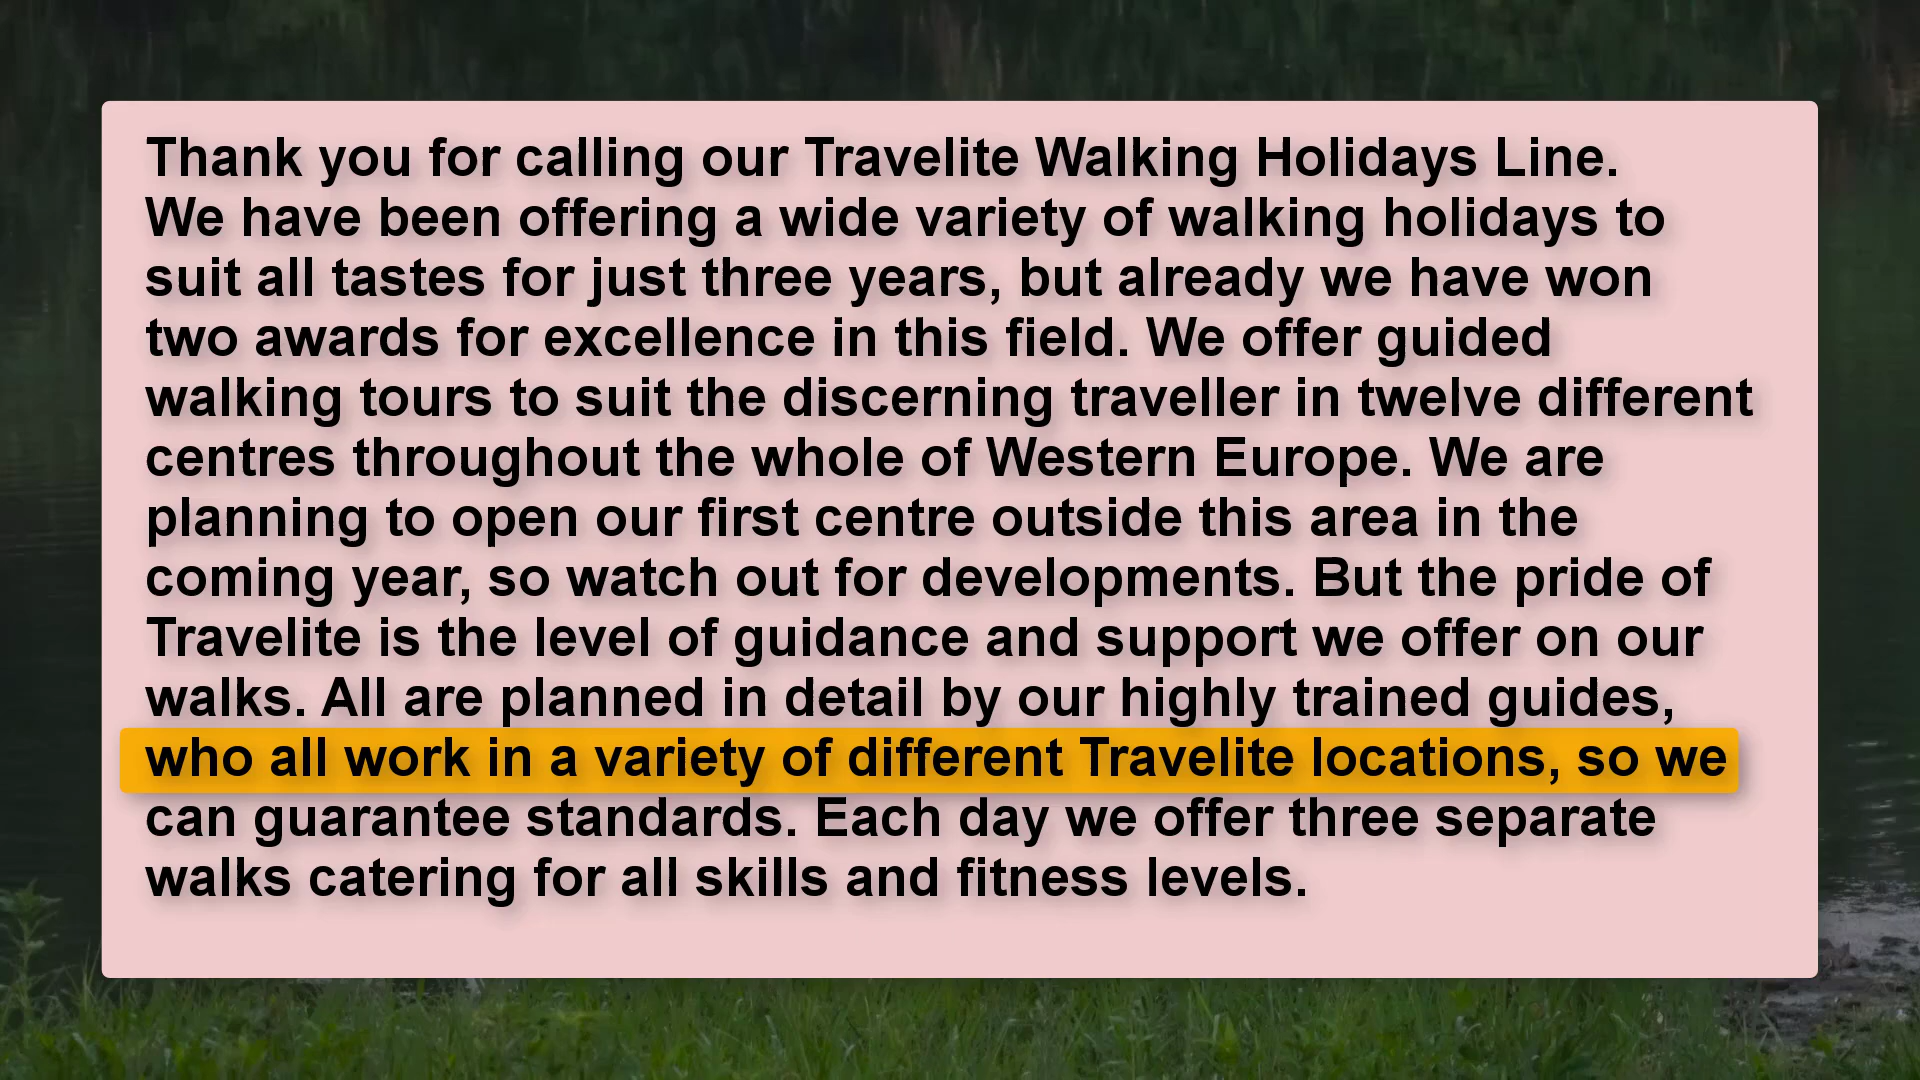 Thank you for calling our Travelite Walking Holidays Line.
We have been offering a wide variety of walking holidays to
suit all tastes for just three years, but already we have won
two awards for excellence in this field. We offer guided
walking tours to suit the discerning traveller in twelve different
centres throughout the whole of Western Europe. We are
planning to open our first centre outside this area in the
coming year, so watch out for developments. But the pride of
Travelite is the level of guidance and support we offer on our
walks. All are planned in detail by our highly trained guides,
who all work in a variety of different Travelite locations, so we
can guarantee standards. Each day we offer three separate
walks catering for all skills and fitness levels.